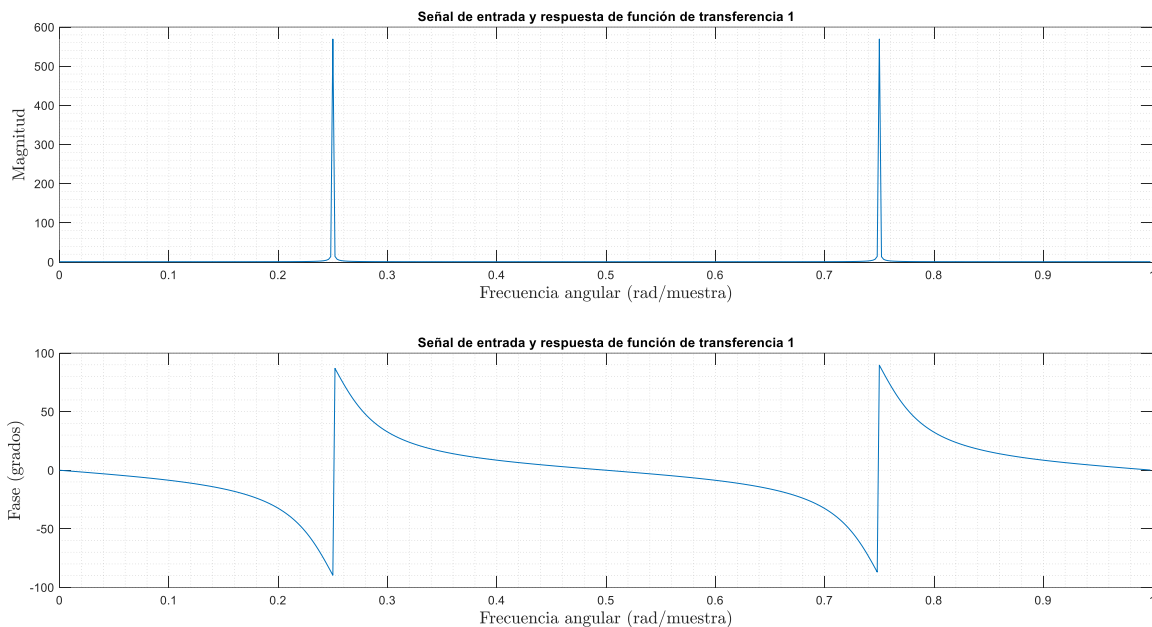 Señal de entrada y respuesta de función de transferencia 1
600
500
400
300
200
100
0
Magnitud
0 0.1 0.2 0.3 0.4 0.5 0.6 0.7 0.8 0.9 1
Frecuencia angular (rad/muestra)
Señal de entrada y respuesta de función de transferencia 1
100
50
0
-50
-100
Fase (grados)
0 0.1 0.2 0.3 0.4 0.5 0.6 0.7 0.8 0.9 1
Frecuencia angular (rad/muestra)